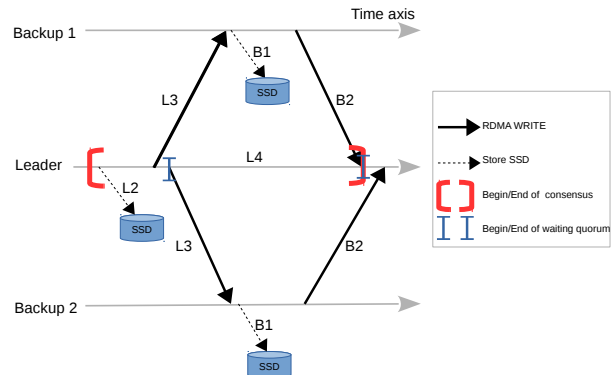 Time axis
Backup 1
B1
SSD
B2
L3
RDMA WRITE
Leader
L4
Store SSD
L2
Begin/End of consensus
SSD
Begin/End of waiting quorum
L3
B2
Backup 2
B1
SSD